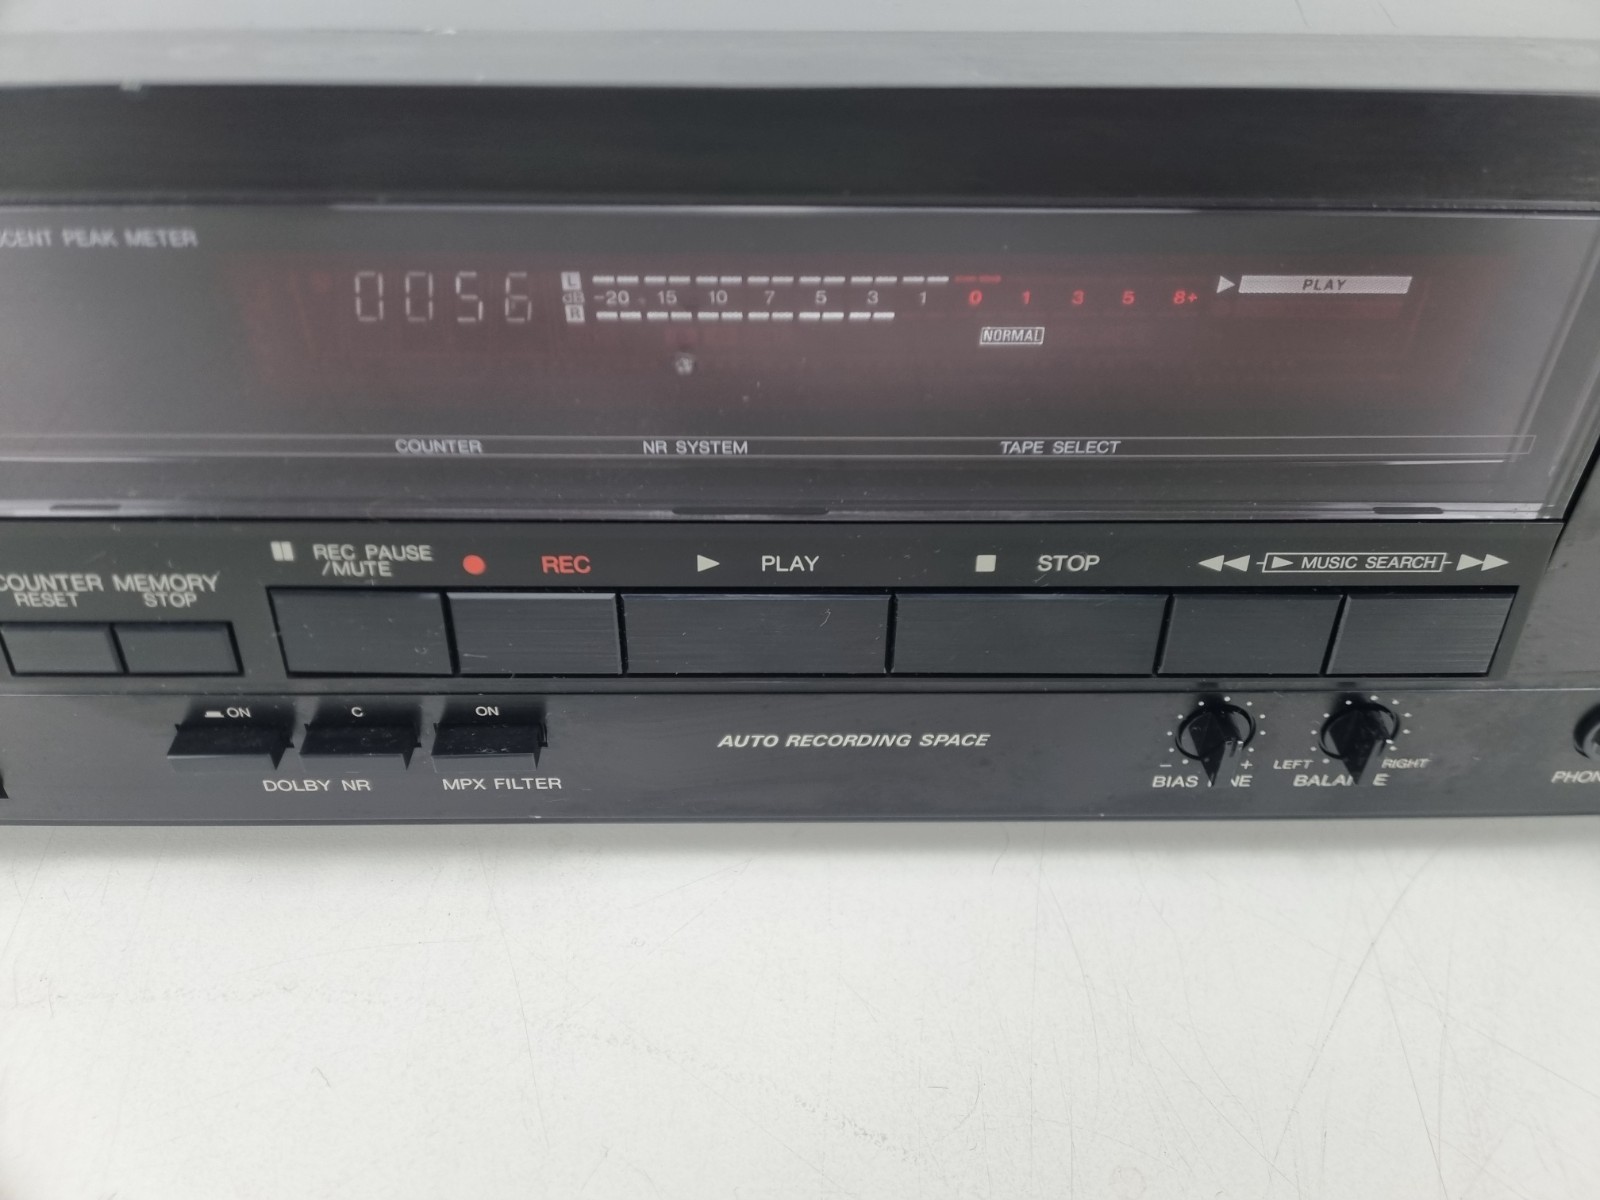 PEAK METER
0056
L
dB -20 15 10 7 5 3 1 0 1 3 5 8+
R
PLAY
NORMAL
COUNTER NR SYSTEM TAPE SELECT
REC PAUSE
/MUTE
REC
PLAY
STOP
MUSIC SEARCH
COUNTER
RESET
MEMORY
STOP
ON
C
ON
DOLBY NR
MPX FILTER
AUTO RECORDING SPACE
- +
BIAS
LEFT RIGHT